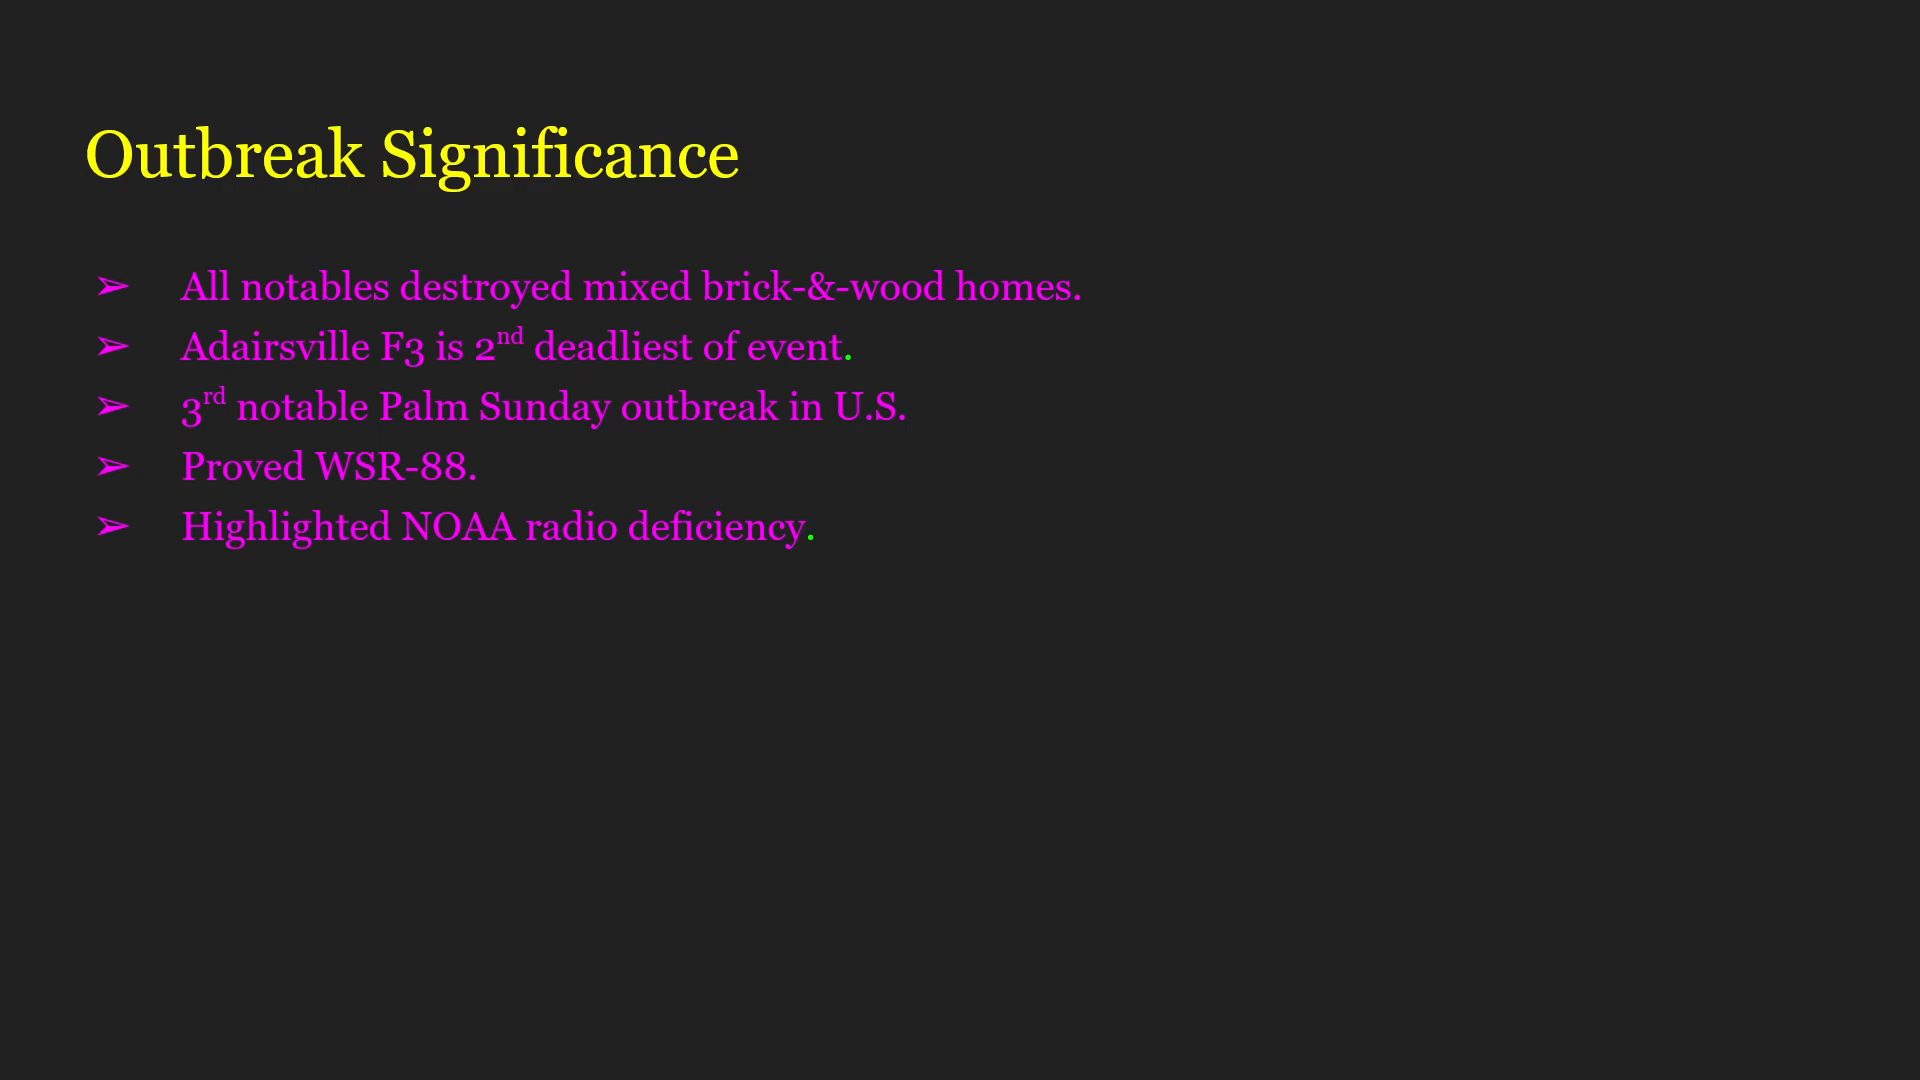 Outbreak Significance
➢ All notables destroyed mixed brick-&-wood homes.
➢ Adairsville F3 is 2nd deadliest of event.
➢ 3rd notable Palm Sunday outbreak in U.S.
➢ Proved WSR-88.
➢ Highlighted NOAA radio deficiency.